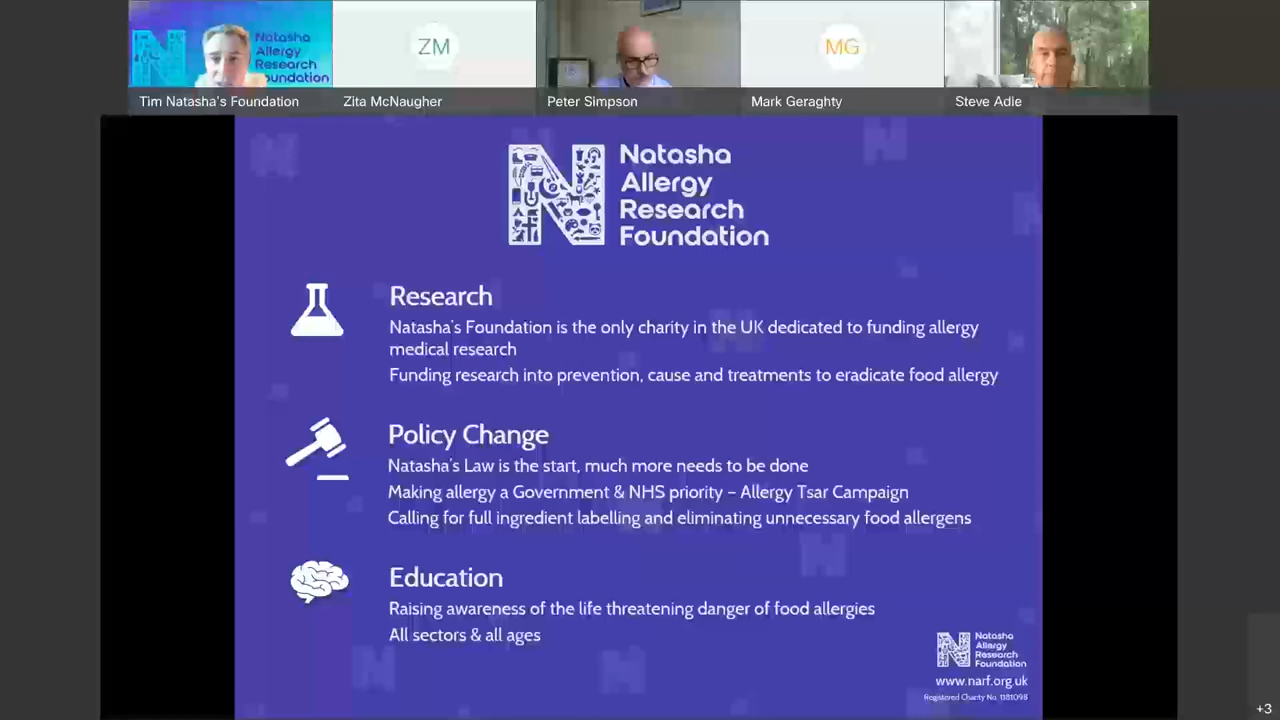 Natasha
Allergy
Research
Foundation
ZM
MG
Tim Natasha's Foundation
Zita McNaugher
Peter Simpson
Mark Geraghty
Steve Adie
Natasha
Allergy
Research
Foundation
Research
Natasha's Foundation is the only charity in the UK dedicated to funding allergy
medical research
Funding research into prevention, cause and treatments to eradicate food allergy
Policy Change
Natasha's Law is the start, much more needs to be done
Making allergy a Government & NHS priority – Allergy Tsar Campaign
Calling for full ingredient labelling and eliminating unnecessary food allergens
Education
Raising awareness of the life threatening danger of food allergies
All sectors & all ages
Natasha
Allergy
Research
Foundation
www.narf.org.uk
Registered Charity No. 1181098
+3